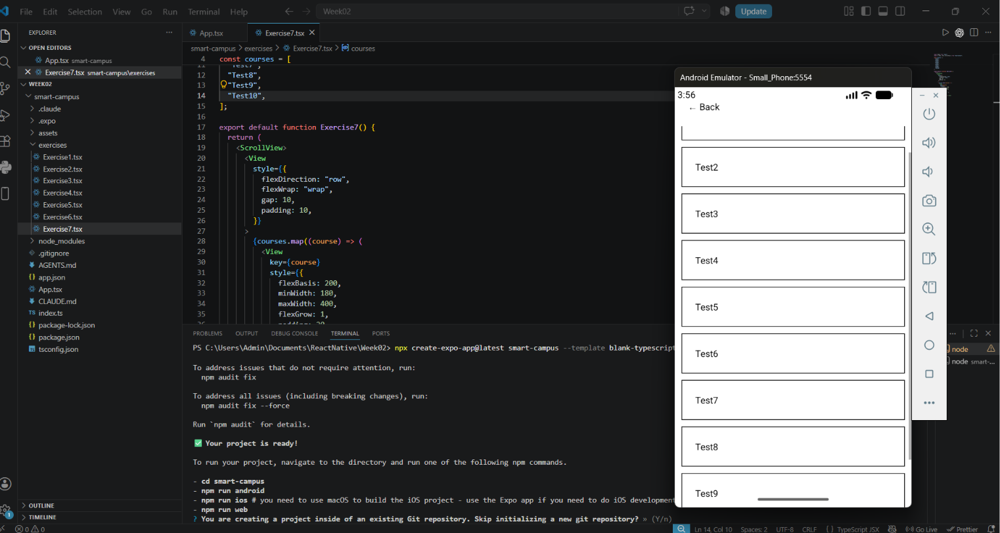 File Edit Selection View Go Run Terminal Help
Week02
Update
EXPLORER
OPEN EDITORS
App.tsx smart-campus
Exercise7.tsx smart-campus\exercises
WEEK02
smart-campus
.claude
.expo
assets
exercises
Exercise1.tsx
Exercise2.tsx
Exercise3.tsx
Exercise4.tsx
Exercise5.tsx
Exercise6.tsx
Exercise7.tsx
node_modules
.gitignore
AGENTS.md
app.json
App.tsx
CLAUDE.md
index.ts
package-lock.json
package.json
tsconfig.json
OUTLINE
TIMELINE
1
App.tsx
Exercise7.tsx
smart-campus > exercises > Exercise7.tsx > courses
4 const courses = [
11 "Test7",
12 "Test8",
13 "Test9",
14 "Test10",
15 ];
16
17 export default function Exercise7() {
18 return (
19 <ScrollView>
20 <View
21 style={{
22 flexDirection: "row",
23 flexWrap: "wrap",
24 gap: 10,
25 padding: 10,
26 }}
27 >
28 {courses.map((course) => (
29 <View
30 key={course}
31 style={{
32 flexBasis: 200,
33 minWidth: 180,
34 maxWidth: 400,
35 flexGrow: 1,
36 padding: 20
PROBLEMS OUTPUT DEBUG CONSOLE TERMINAL PORTS
PS C:\Users\Admin\Documents\ReactNative\Week02> npx create-expo-app@latest smart-campus --template blank-typescript
To address issues that do not require attention, run:
npm audit fix
To address all issues (including breaking changes), run:
npm audit fix --force
Run `npm audit` for details.
✅ Your project is ready!
To run your project, navigate to the directory and run one of the following npm commands.
- cd smart-campus
- npm run android
- npm run ios # you need to use macOS to build the iOS project - use the Expo app if you need to do iOS development
- npm run web
? You are creating a project inside of an existing Git repository. Skip initializing a new git repository? » (Y/n)
node
node smart-...
Android Emulator - Small_Phone:5554
3:56
← Back
Test2
Test3
Test4
Test5
Test6
Test7
Test8
Test9
0 0
Ln 14, Col 10 Spaces: 2 UTF-8 CRLF { } TypeScript JSX Go Live Prettier